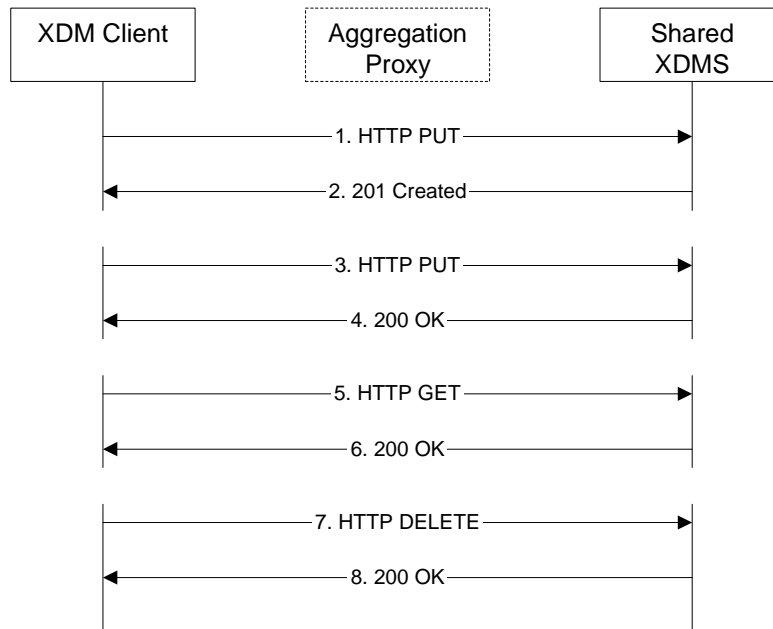 XDM Client
Aggregation
Proxy
Shared
XDMS
1. HTTP PUT
2. 201 Created
3. HTTP PUT
4. 200 OK
5. HTTP GET
6. 200 OK
7. HTTP DELETE
8. 200 OK